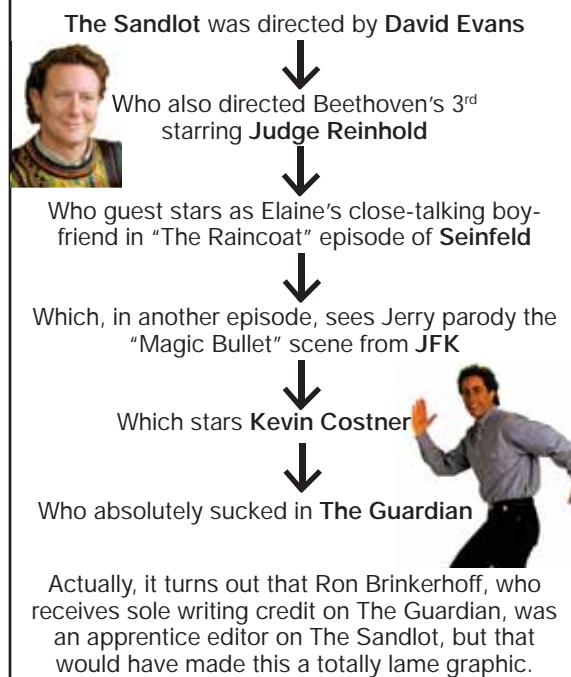 The Sandlot was directed by David Evans
Who also directed Beethoven's 3rd
starring Judge Reinhold
Who guest stars as Elaine's close-talking boy-
friend in "The Raincoat" episode of Seinfeld
Which, in another episode, sees Jerry parody the
"Magic Bullet" scene from JFK
Which stars Kevin Costner
Who absolutely sucked in The Guardian
Actually, it turns out that Ron Brinkerhoff, who
receives sole writing credit on The Guardian, was
an apprentice editor on The Sandlot, but that
would have made this a totally lame graphic.